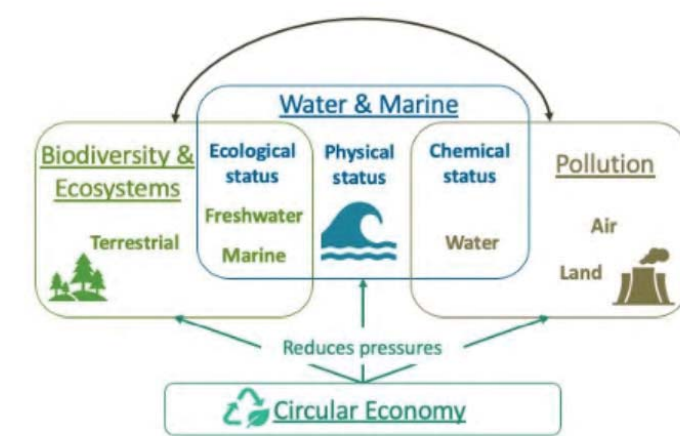 Water & Marine
Biodiversity &
Ecosystems
Terrestrial
Ecological
status
Freshwater
Marine
Physical
status
Chemical
status
Water
Pollution
Air
Land
Reduces pressures
Circular Economy